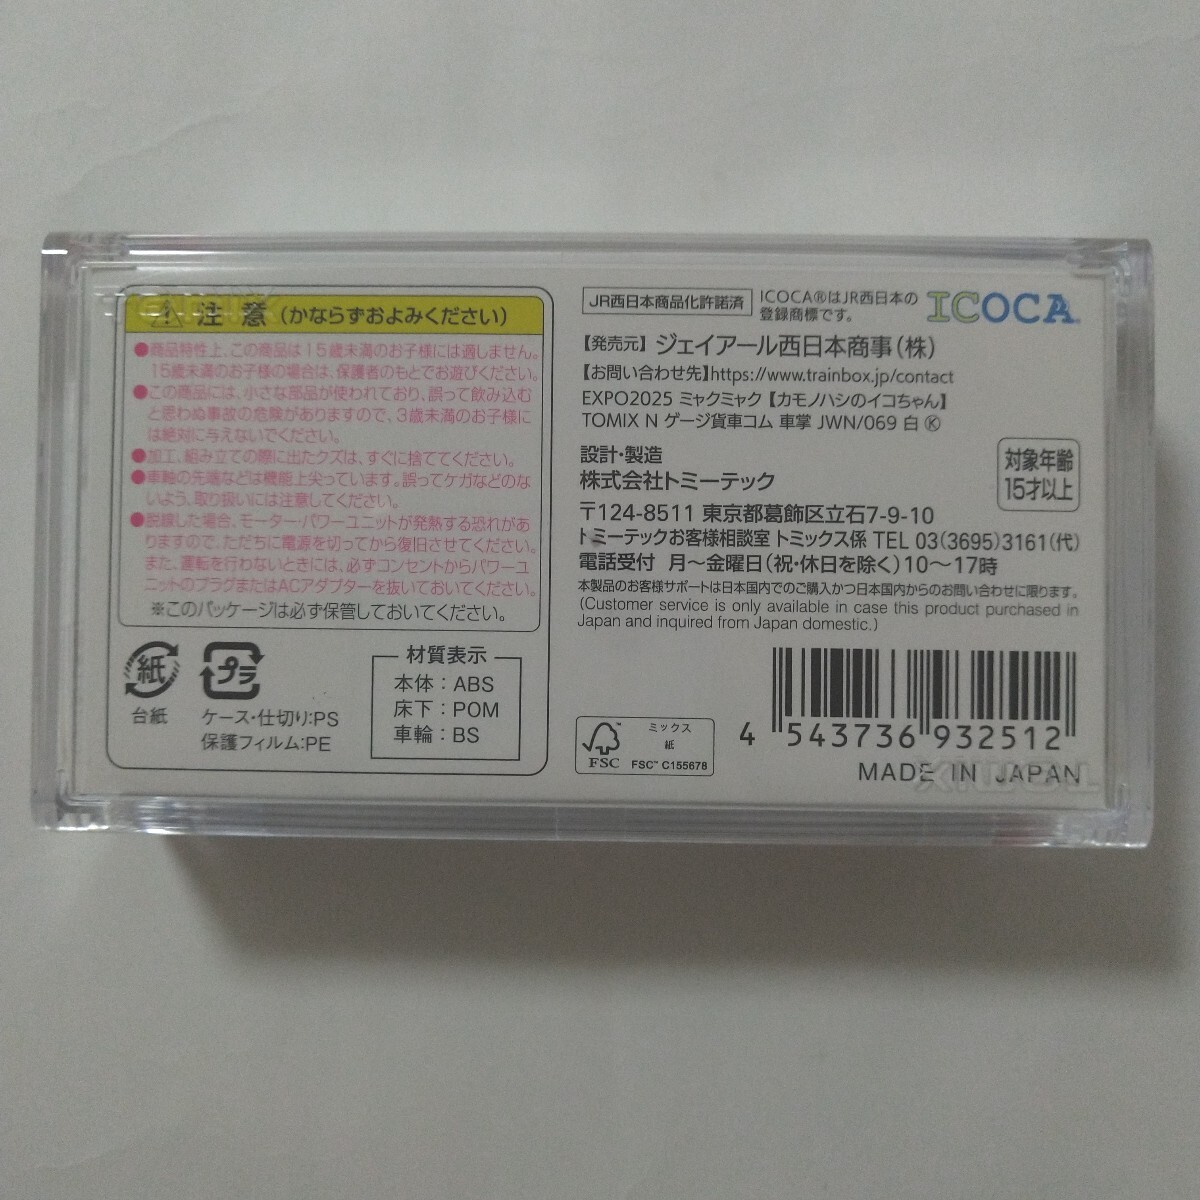 ⚠ 注 意 (かならずおよみください)
●商品特性上、この商品は15歳未満のお子様には適しません。
15歳未満のお子様の場合は、保護者のもとでお遊びください。
●この商品には、小さな部品が使われており、誤って飲み込む
と思わぬ事故の危険がありますので、3歳未満のお子様に
は絶対に与えないでください。
●加工、組み立ての際に出たクズは、すぐに捨ててください。
●車軸の先端などは機能上尖っています。誤ってケガなどのな
いよう、取り扱いには注意してください。
●脱線した場合、モーター・パワーユニットが発熱する恐れがあ
りますので、ただちに電源を切ってから復旧させてください。
また、運転を行わないときには、必ずコンセントからパワーユ
ニットのプラグまたはACアダプターを抜いておいてください。
※このパッケージは必ず保管しておいてください。
紙
台紙
プラ
ケース・仕切り:PS
保護フィルム:PE
材質表示
本体:ABS
床下:POM
車輪:BS
JR西日本商品化許諾済
ICOCA®はJR西日本の
登録商標です。
ICOCA
【発売元】ジェイアール西日本商事(株)
【お問い合わせ先】https://www.trainbox.jp/contact
EXPO2025 ミャクミャク【カモノハシのイコちゃん】
TOMIX N ゲージ貨車コム 車掌 JWN/069 白 Ⓚ
設計・製造
株式会社トミーテック
〒124-8511 東京都葛飾区立石7-9-10
トミーテックお客様相談室 トミックス係 TEL 03(3695)3161(代)
電話受付 月〜金曜日(祝・休日を除く)10〜17時
対象年齢
15才以上
本製品のお客様サポートは日本国内でのご購入かつ日本国内からのお問い合わせに限ります。
(Customer service is only available in case this product purchased in
Japan and inquired from Japan domestic.)
FSC
ミックス
紙
FSC™ C155678
4 543736 932512
MADE IN JAPAN
TOMIX
TOMIX